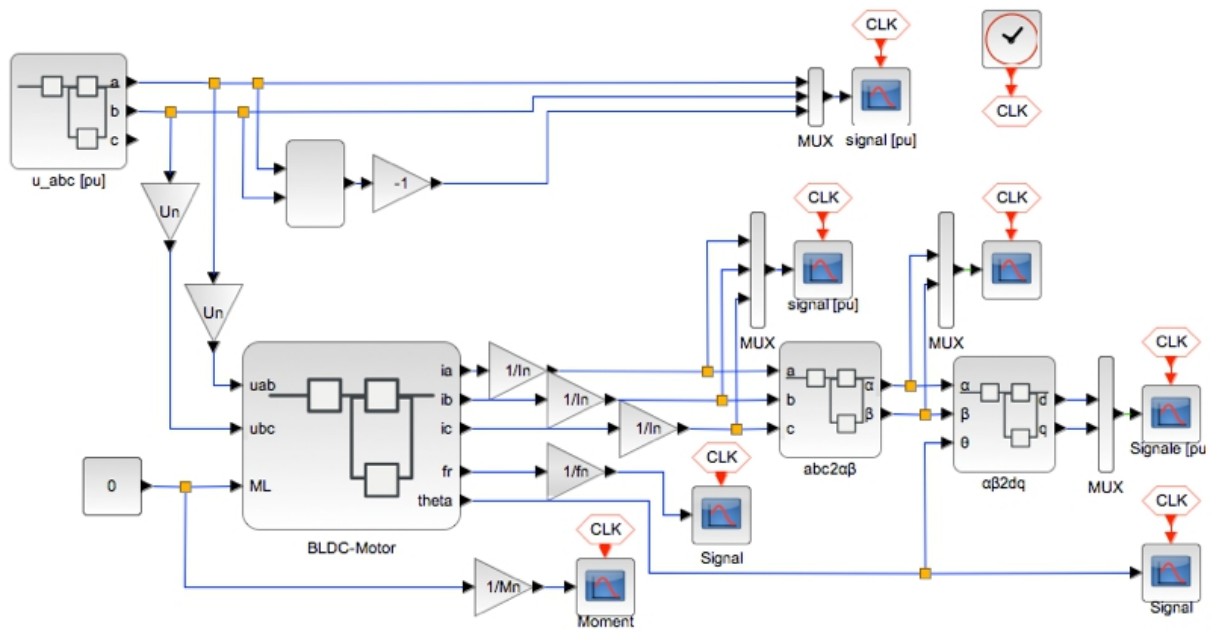 CLK
a
b
c
u_abc [pu]
MUX
signal [pu]
CLK
-1
Un
CLK
CLK
Un
signal [pu]
MUX
MUX
CLK
uab
ubc
ML
ia
ib
ic
fr
theta
BLDC-Motor
1/In
1/In
1/In
a
b
c
α
β
abc2αβ
α
β
θ
d
q
αβ2dq
MUX
Signale [pu
0
1/fn
CLK
Signal
CLK
Signal
1/Mn
CLK
Moment